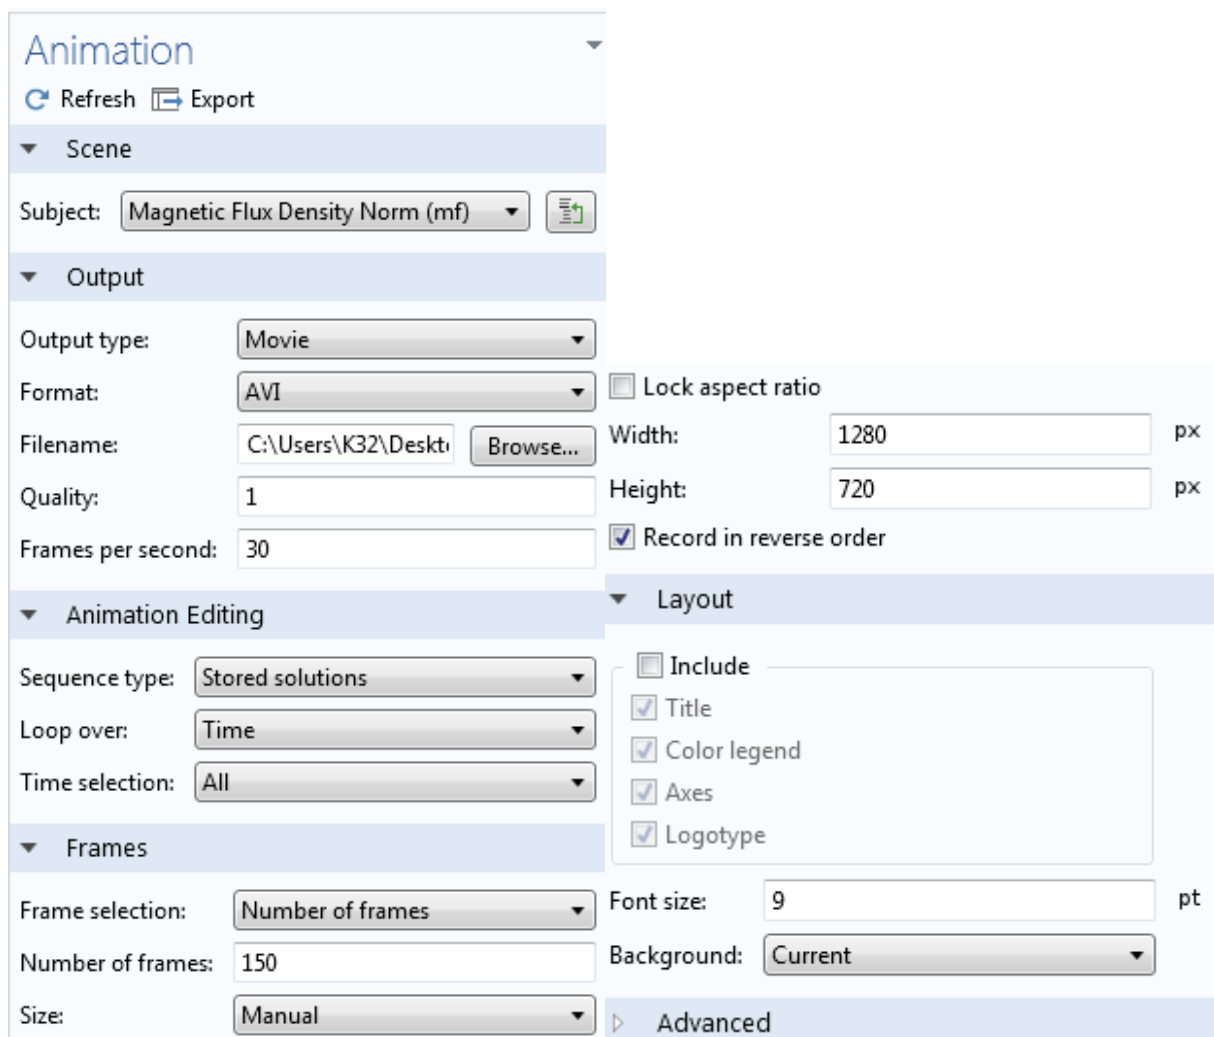 Animation
Refresh Export
Scene
Subject: Magnetic Flux Density Norm (mf)
Output
Output type: Movie
Format: AVI
Filename: C:\Users\K32\Deskt Browse...
Quality: 1
Frames per second: 30
Animation Editing
Sequence type: Stored solutions
Loop over: Time
Time selection: All
Frames
Frame selection: Number of frames
Number of frames: 150
Size: Manual
Lock aspect ratio
Width: 1280 px
Height: 720 px
Record in reverse order
Layout
Include
Title
Color legend
Axes
Logotype
Font size: 9 pt
Background: Current
Advanced